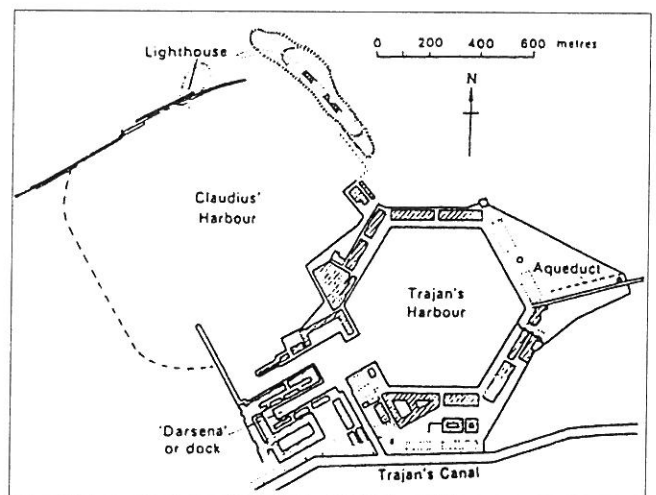 Lighthouse
0 200 400 600 metres
N
Claudius'
Harbour
Aqueduct
Trajan's
Harbour
'Darsena'
or dock
Trajan's Canal